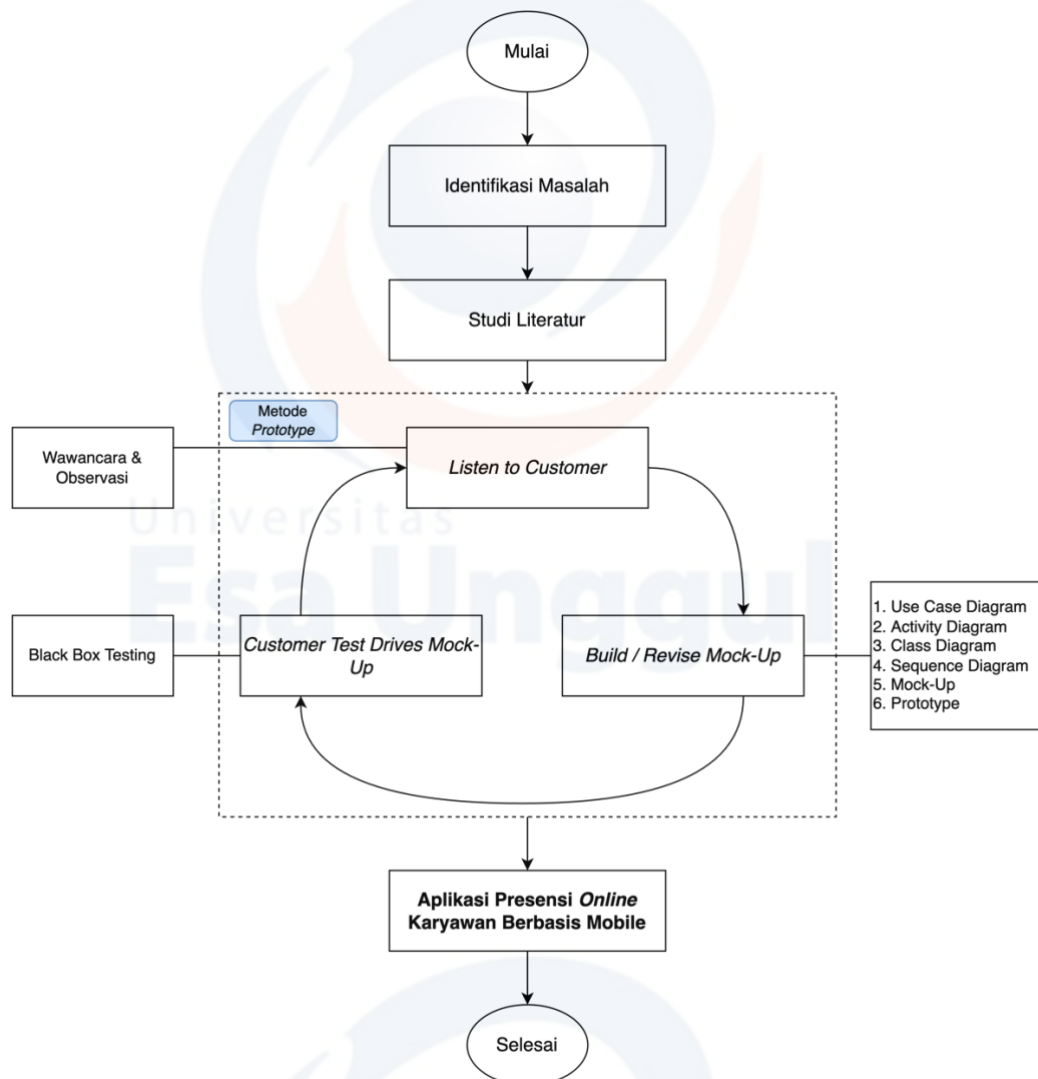 Mulai
Identifikasi Masalah
Studi Literatur
Metode
Prototype
Wawancara &
Observasi
Listen to Customer
Universitas
Esa Unggul
Black Box Testing
Customer Test Drives Mock-
Up
Build / Revise Mock-Up
1. Use Case Diagram
2. Activity Diagram
3. Class Diagram
4. Sequence Diagram
5. Mock-Up
6. Prototype
Aplikasi Presensi Online
Karyawan Berbasis Mobile
Selesai